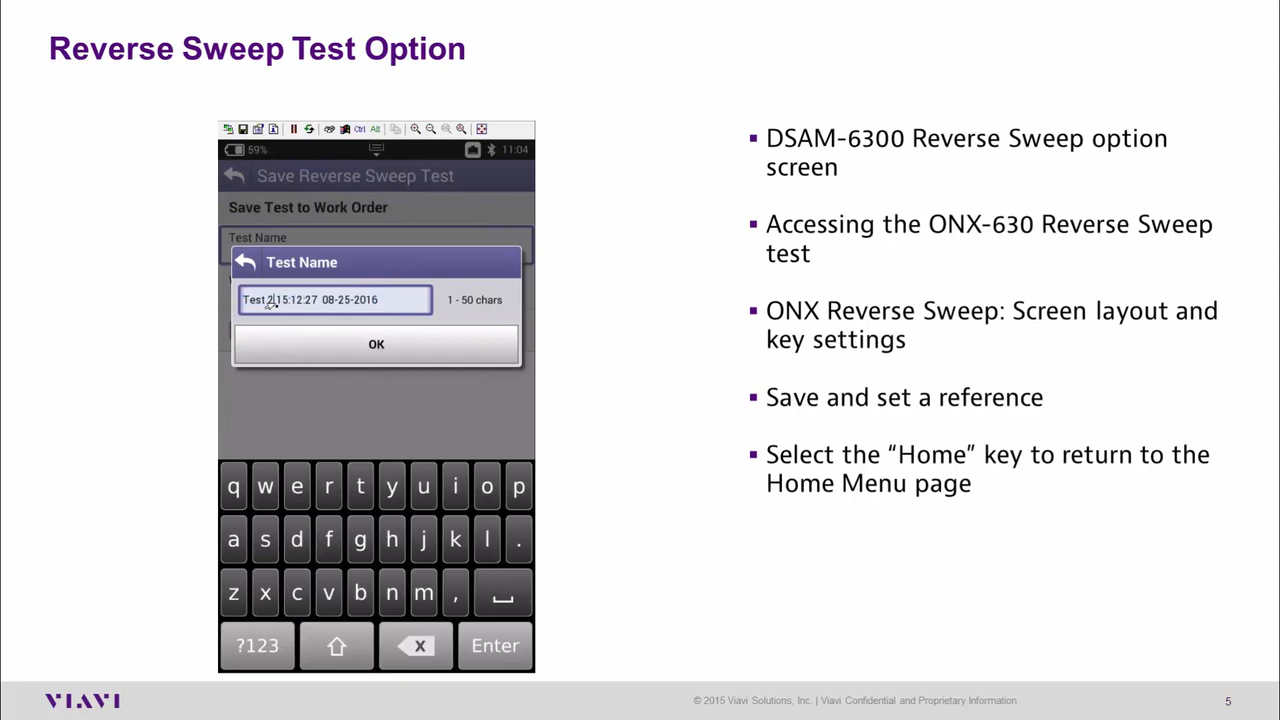 Reverse Sweep Test Option
Ctrl Alt
59%
11:04
Save Reverse Sweep Test
Save Test to Work Order
Test Name
Test Name
Test 2 15:12:27 08-25-2016
1 - 50 chars
OK
q w e r t y u i o p
a s d f g h j k l .
z x c v b n m ,
?123
Enter
▪ DSAM-6300 Reverse Sweep option
screen
▪ Accessing the ONX-630 Reverse Sweep
test
▪ ONX Reverse Sweep: Screen layout and
key settings
▪ Save and set a reference
▪ Select the “Home” key to return to the
Home Menu page
VIAVI
© 2015 Viavi Solutions, Inc. | Viavi Confidential and Proprietary Information
5